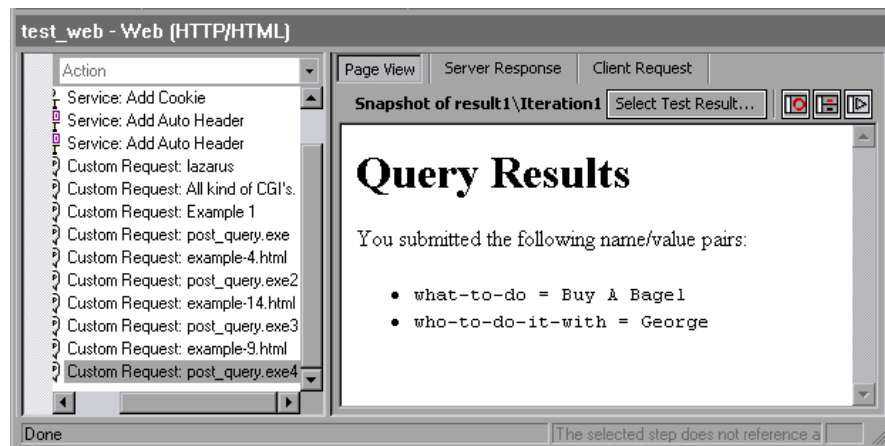 test_web - Web (HTTP/HTML)
Action
Service: Add Cookie
Service: Add Auto Header
Service: Add Auto Header
Custom Request: lazarus
Custom Request: All kind of CGI's.
Custom Request: Example 1
Custom Request: post_query.exe
Custom Request: example-4.html
Custom Request: post_query.exe2
Custom Request: example-14.html
Custom Request: post_query.exe3
Custom Request: example-9.html
Custom Request: post_query.exe4
Page View Server Response Client Request
Snapshot of result1\Iteration1 Select Test Result...
Query Results
You submitted the following name/value pairs:
• what-to-do = Buy A Bagel
• who-to-do-it-with = George
Done The selected step does not reference a